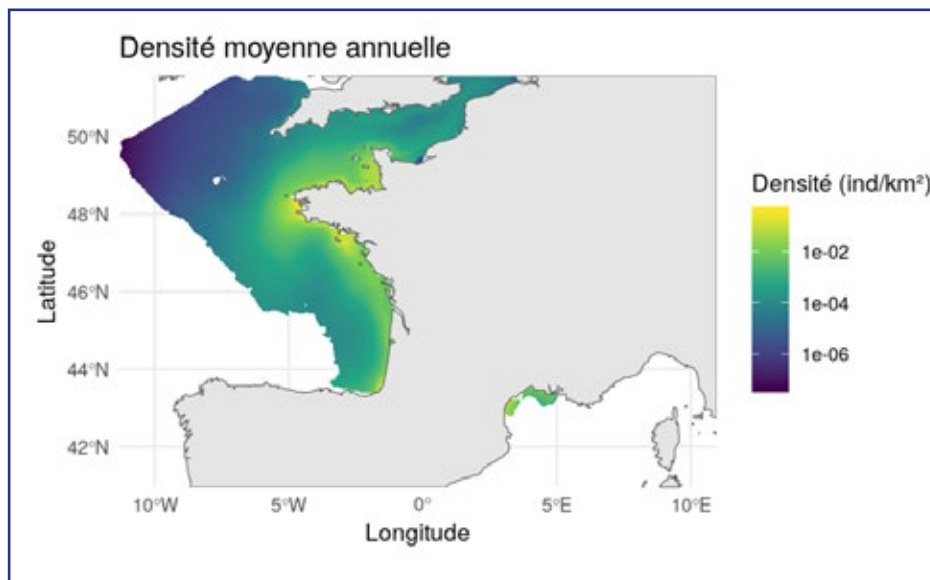 Densité moyenne annuelle
50°N
48°N
46°N
44°N
42°N
Latitude
10°W
5°W
0°
5°E
10°E
Longitude
Densité (ind/km²)
1e-02
1e-04
1e-06